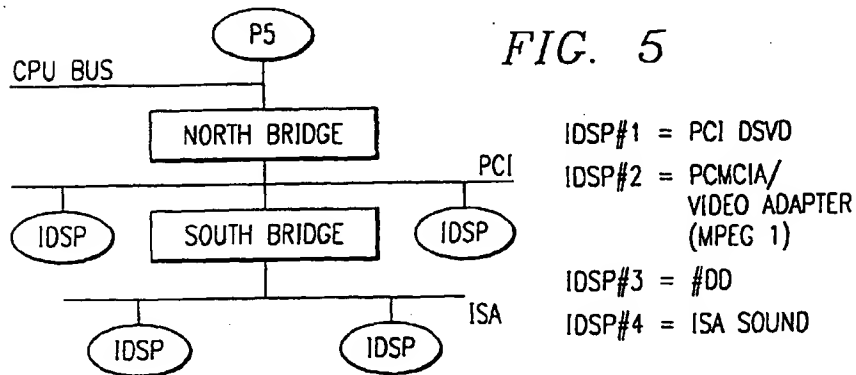 P5
FIG. 5
CPU BUS
NORTH BRIDGE
PCI
IDSP
SOUTH BRIDGE
IDSP
ISA
IDSP
IDSP
IDSP#1 = PCI DSVD
IDSP#2 = PCMCIA/
VIDEO ADAPTER
(MPEG 1)
IDSP#3 = #DD
IDSP#4 = ISA SOUND